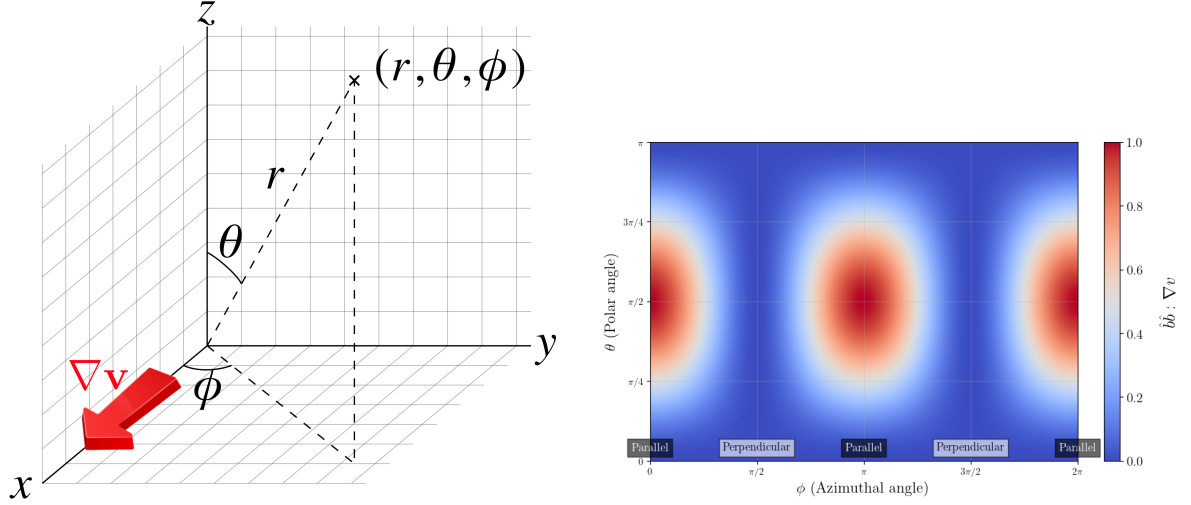 z
(r, θ, ϕ)
r
θ
y
∇v
ϕ
x
π
3π/4
π/2
π/4
0
θ (Polar angle)
Parallel
Perpendicular
Parallel
Perpendicular
Parallel
0
π/2
π
3π/2
2π
ϕ (Azimuthal angle)
1.0
0.8
0.6
0.4
0.2
0.0
b̂b̂ : ∇v